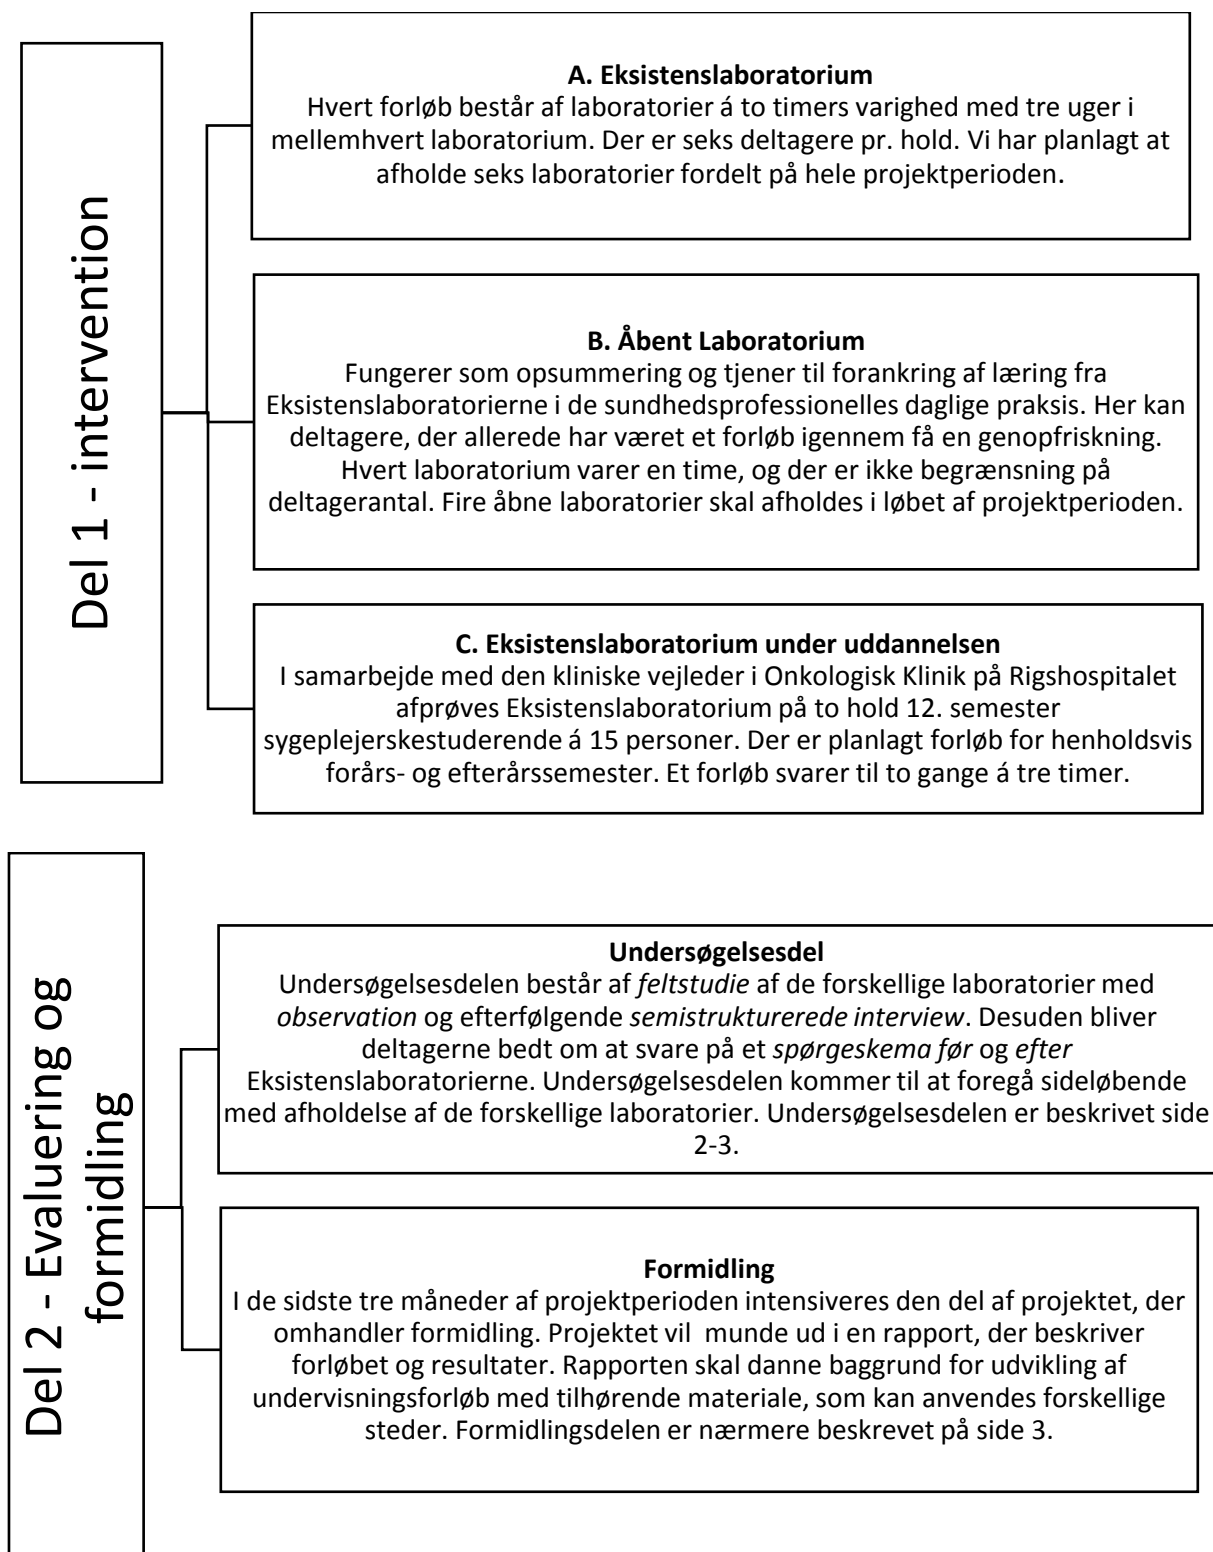 Del 1 - intervention
A. Eksistenslaboratorium
Hvert forløb består af laboratorier á to timers varighed med tre uger i
mellemhvert laboratorium. Der er seks deltagere pr. hold. Vi har planlagt at
afholde seks laboratorier fordelt på hele projektperioden.
B. Åbent Laboratorium
Fungerer som opsummering og tjener til forankring af læring fra
Eksistenslaboratorierne i de sundhedsprofessionelles daglige praksis. Her kan
deltagere, der allerede har været et forløb igennem få en genopfriskning.
Hvert laboratorium varer en time, og der er ikke begrænsning på
deltagerantal. Fire åbne laboratorier skal afholdes i løbet af projektperioden.
C. Eksistenslaboratorium under uddannelsen
I samarbejde med den kliniske vejleder i Onkologisk Klinik på Rigshospitalet
afprøves Eksistenslaboratorium på to hold 12. semester
sygeplejerskestuderende á 15 personer. Der er planlagt forløb for henholdsvis
forårs- og efterårssemester. Et forløb svarer til to gange á tre timer.
Del 2 - Evaluering og
formidling
Undersøgelsesdel
Undersøgelsesdelen består af feltstudie af de forskellige laboratorier med
observation og efterfølgende semistrukturerede interview. Desuden bliver
deltagerne bedt om at svare på et spørgeskema før og efter
Eksistenslaboratorierne. Undersøgelsesdelen kommer til at foregå sideløbende
med afholdelse af de forskellige laboratorier. Undersøgelsesdelen er beskrivet side
2-3.
Formidling
I de sidste tre måneder af projektperioden intensiveres den del af projektet, der
omhandler formidling. Projektet vil munde ud i en rapport, der beskriver
forløbet og resultater. Rapporten skal danne baggrund for udvikling af
undervisningsforløb med tilhørende materiale, som kan anvendes forskellige
steder. Formidlingsdelen er nærmere beskrevet på side 3.